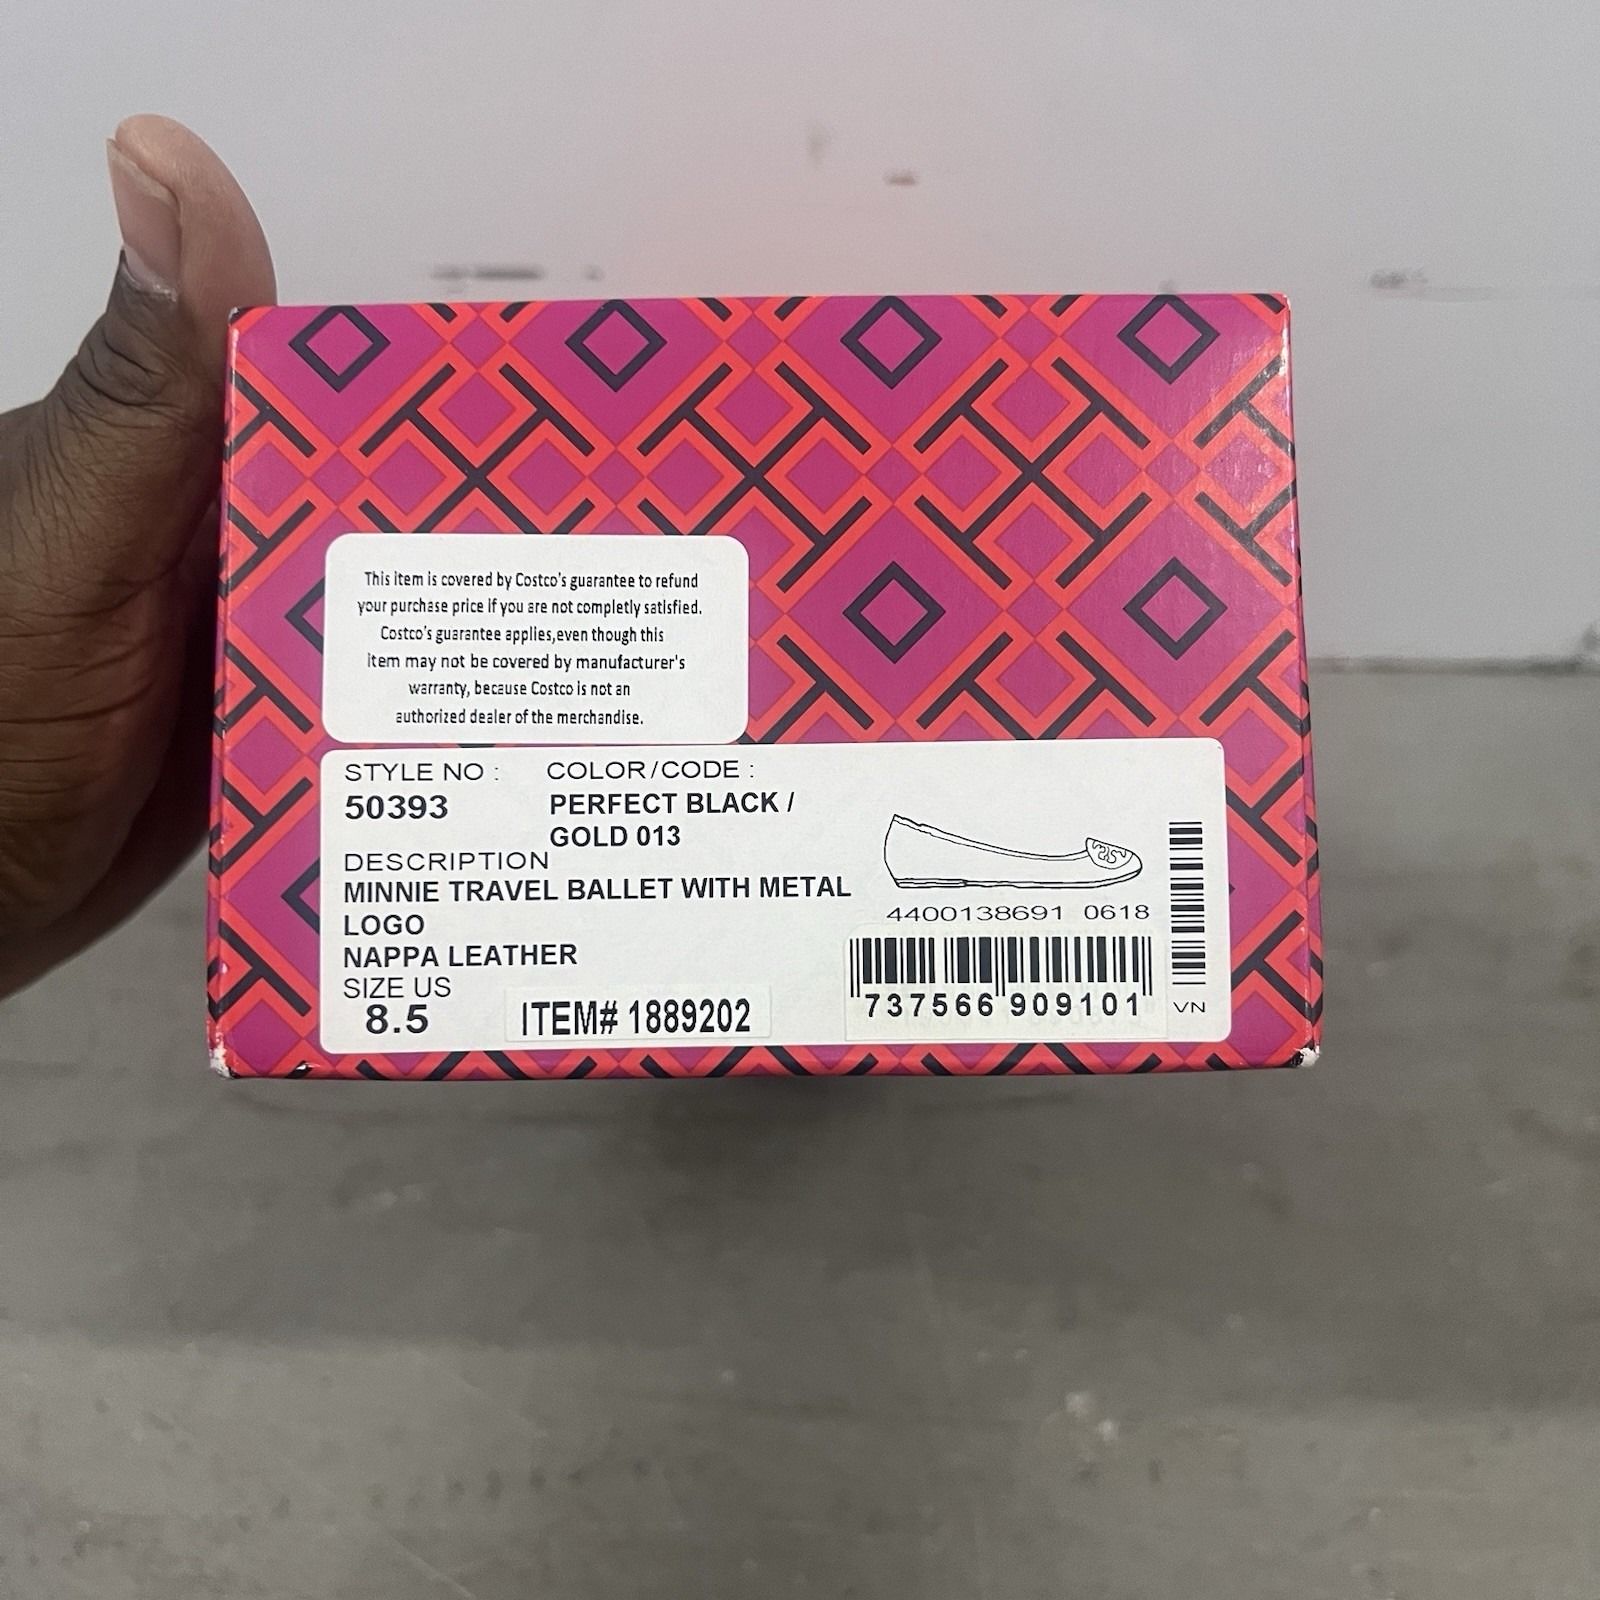 This item is covered by Costco's guarantee to refund
your purchase price if you are not completly satisfied.
Costco's guarantee applies,even though this
item may not be covered by manufacturer's
warranty, because Costco is not an
authorized dealer of the merchandise.
STYLE NO : COLOR/CODE :
50393 PERFECT BLACK /
GOLD 013
DESCRIPTION
MINNIE TRAVEL BALLET WITH METAL
LOGO
NAPPA LEATHER
4400138691 0618
SIZE US
8.5
ITEM# 1889202
737566 909101
VN